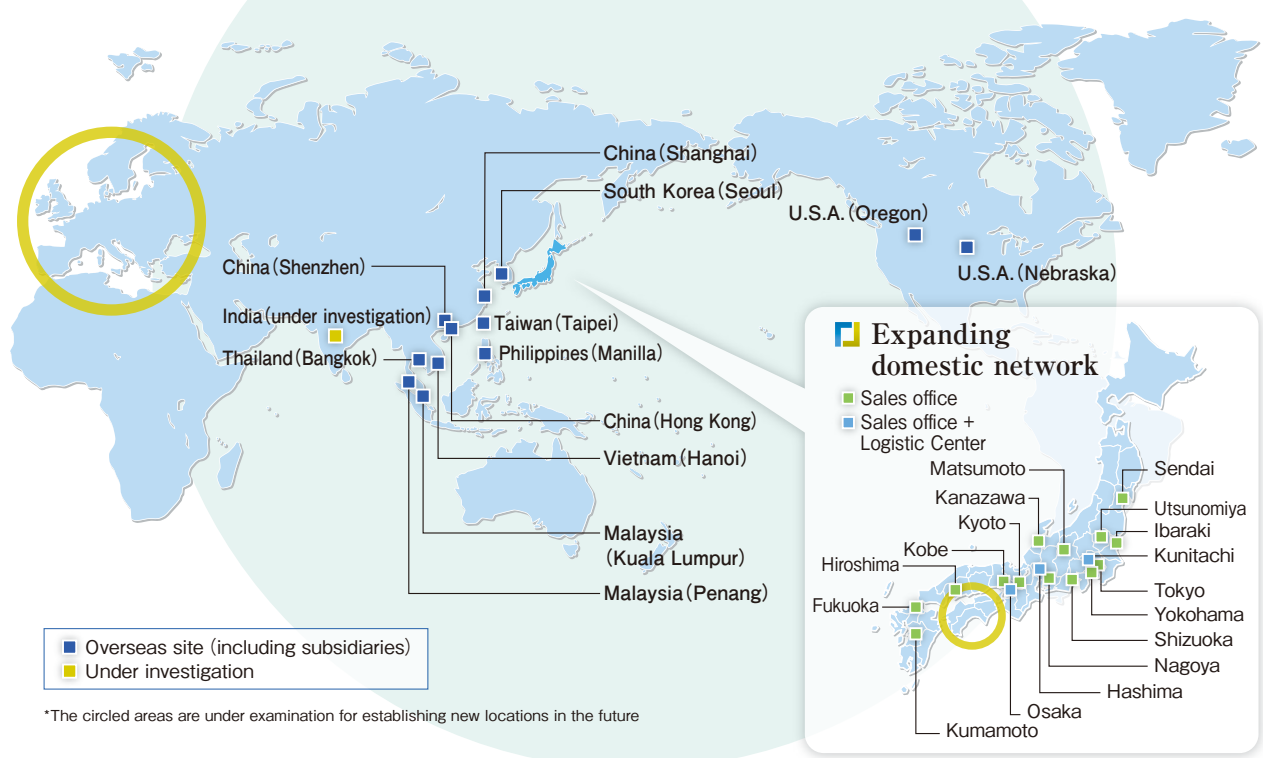 China (Shanghai)
South Korea (Seoul)
U.S.A. (Oregon)
U.S.A. (Nebraska)
China (Shenzhen)
India (under investigation)
Taiwan (Taipei)
Thailand (Bangkok)
Philippines (Manilla)
China (Hong Kong)
Vietnam (Hanoi)
Malaysia
(Kuala Lumpur)
Malaysia (Penang)
Overseas site (including subsidiaries)
Under investigation
*The circled areas are under examination for establishing new locations in the future
Expanding
domestic network
Sales office
Sales office +
Logistic Center
Matsumoto
Kanazawa
Kyoto
Kobe
Hiroshima
Fukuoka
Sendai
Utsunomiya
Ibaraki
Kunitachi
Tokyo
Yokohama
Shizuoka
Nagoya
Hashima
Osaka
Kumamoto